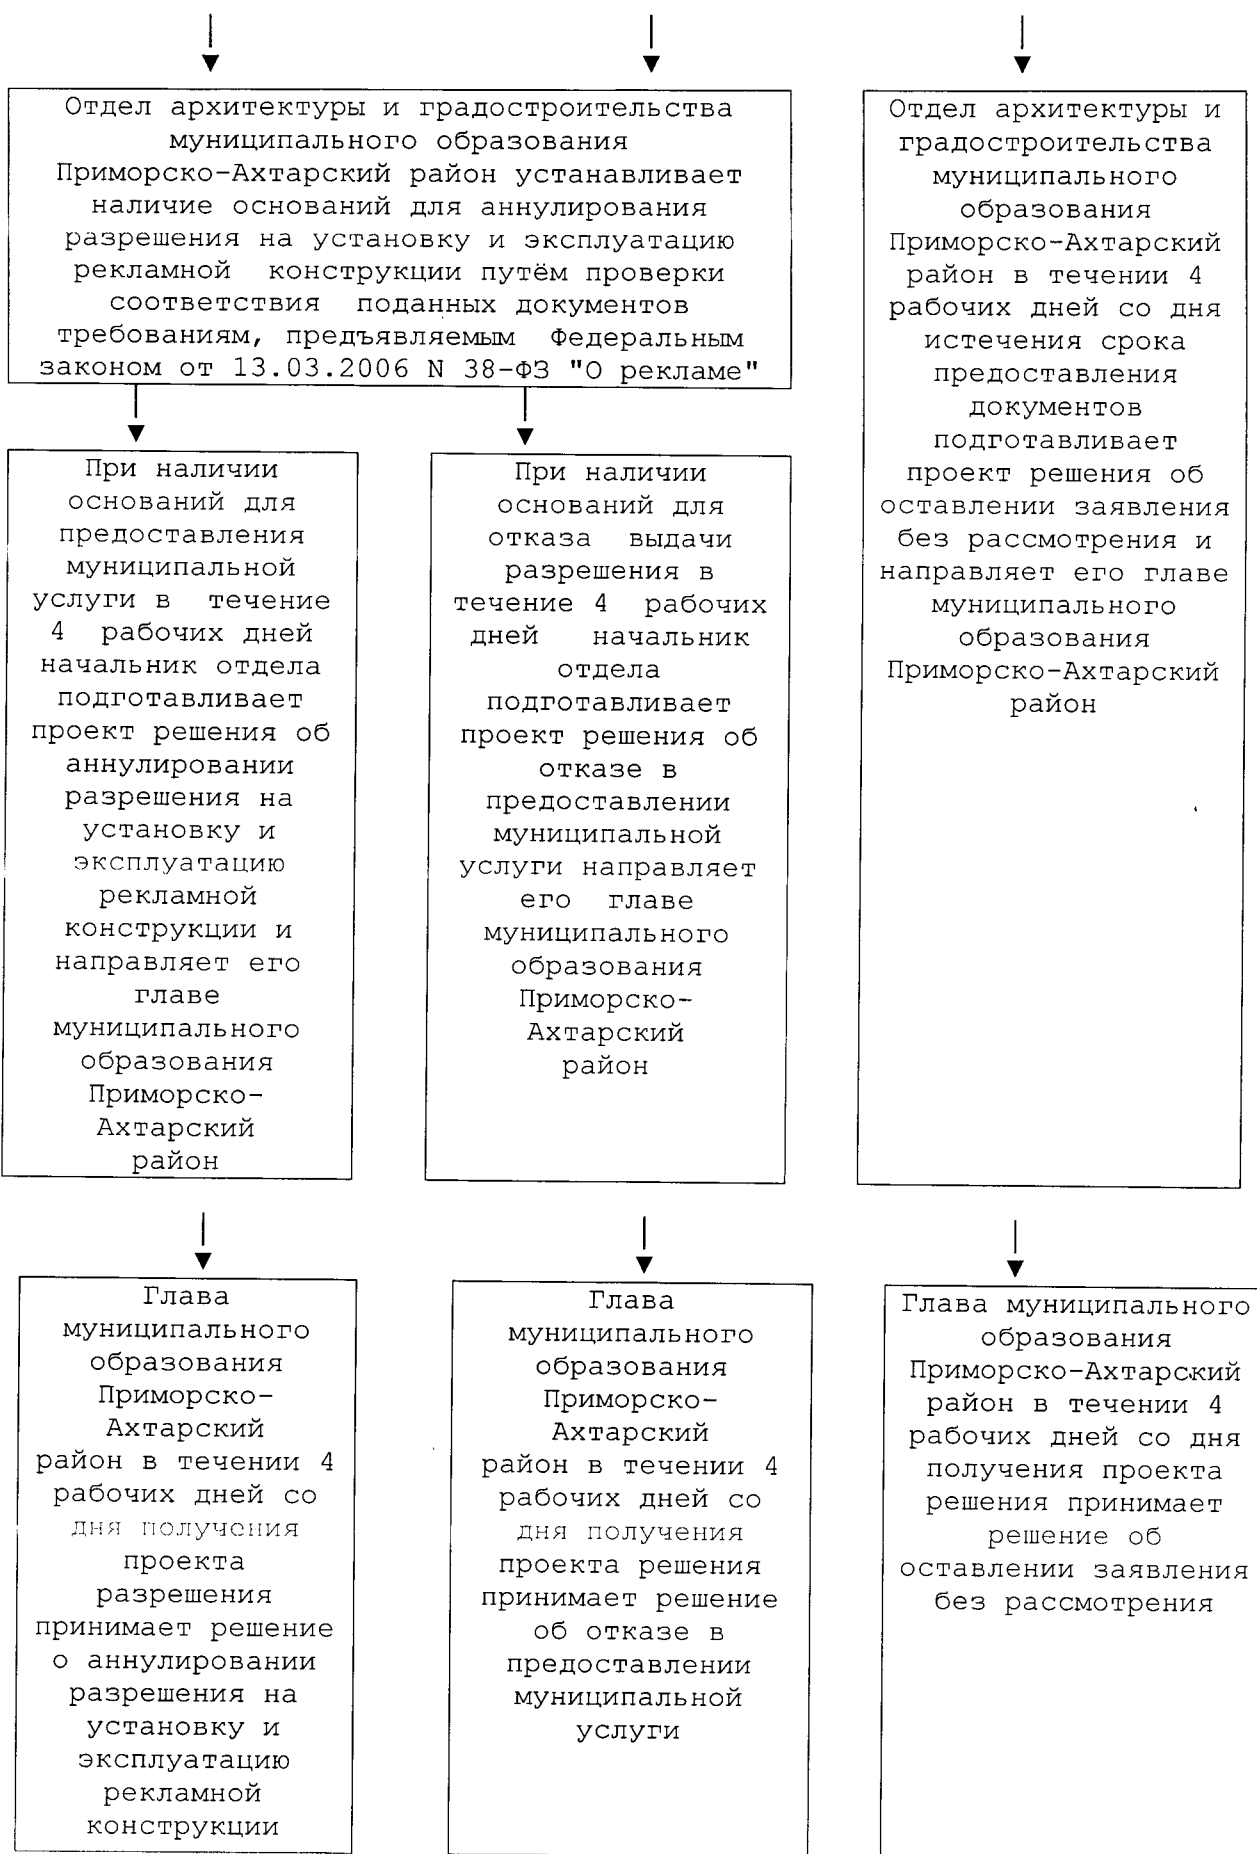 Отдел архитектуры и градостроительства
муниципального образования
Приморско-Ахтарский район устанавливает
наличие оснований для аннулирования
разрешения на установку и эксплуатацию
рекламной конструкции путём проверки
соответствия поданных документов
требованиям, предъявляемым Федеральным
законом от 13.03.2006 N 38-ФЗ "О рекламе"
Отдел архитектуры и
градостроительства
муниципального
образования
Приморско-Ахтарский
район в течении 4
рабочих дней со дня
истечения срока
предоставления
документов
подготавливает
проект решения об
оставлении заявления
без рассмотрения и
направляет его главе
муниципального
образования
Приморско-Ахтарский
район
При наличии
оснований для
предоставления
муниципальной
услуги в течение
4 рабочих дней
начальник отдела
подготавливает
проект решения об
аннулировании
разрешения на
установку и
эксплуатацию
рекламной
конструкции и
направляет его
главе
муниципального
образования
Приморско-
Ахтарский
район
При наличии
оснований для
отказа выдачи
разрешения в
течение 4 рабочих
дней начальник
отдела
подготавливает
проект решения об
отказе в
предоставлении
муниципальной
услуги направляет
его главе
муниципального
образования
Приморско-
Ахтарский
район
Глава
муниципального
образования
Приморско-
Ахтарский
район в течении 4
рабочих дней со
дня получения
проекта
разрешения
принимает решение
о аннулировании
разрешения на
установку и
эксплуатацию
рекламной
конструкции
Глава
муниципального
образования
Приморско-
Ахтарский
район в течении 4
рабочих дней со
дня получения
проекта решения
принимает решение
об отказе в
предоставлении
муниципальной
услуги
Глава муниципального
образования
Приморско-Ахтарский
район в течении 4
рабочих дней со дня
получения проекта
решения принимает
решение об
оставлении заявления
без рассмотрения